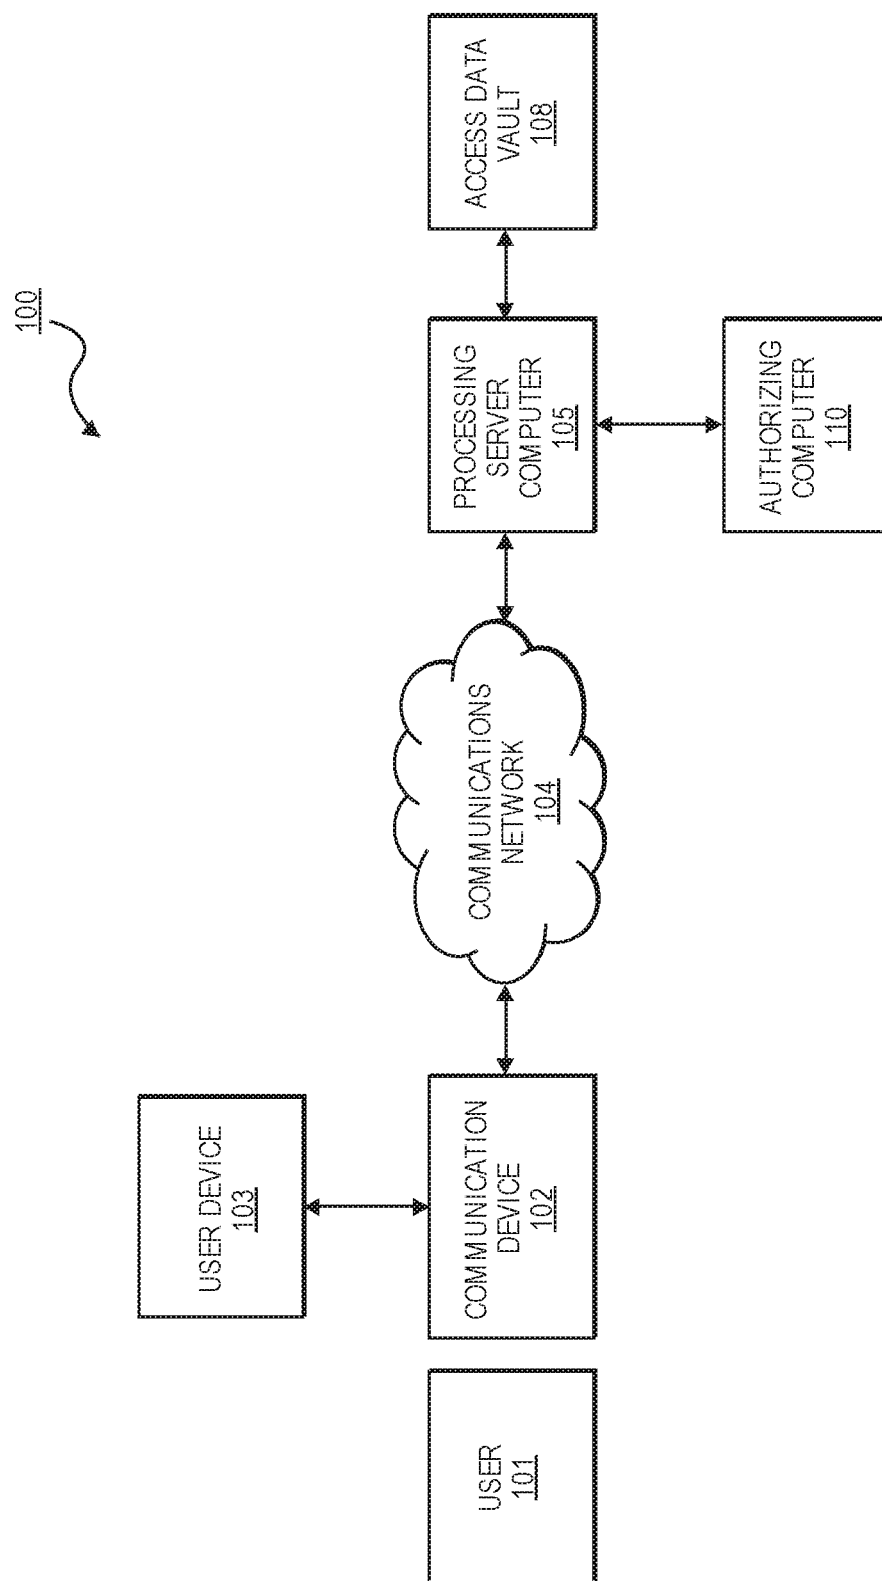 100
USER DEVICE
103
USER
101
COMMUNICATION
DEVICE
102
COMMUNICATIONS
NETWORK
104
PROCESSING
SERVER
COMPUTER
105
ACCESS DATA
VAULT
108
AUTHORIZING
COMPUTER
110